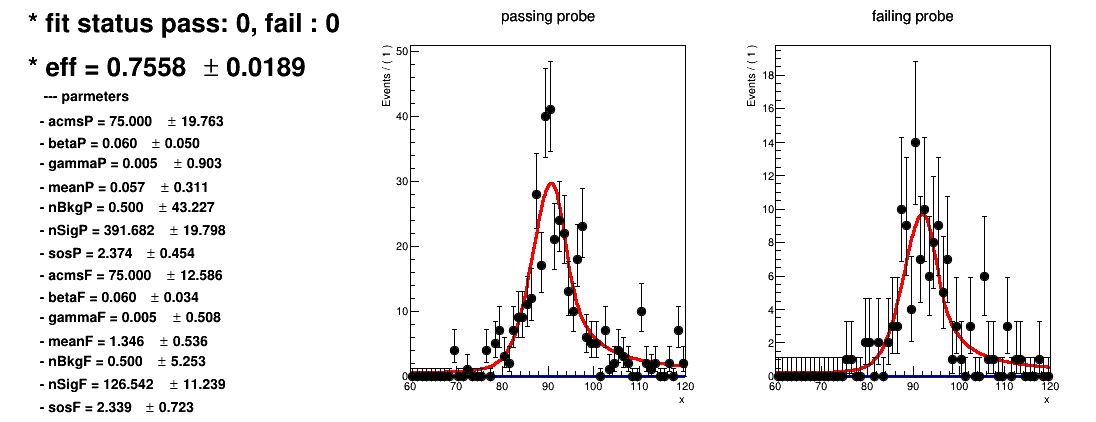 * fit status pass: 0, fail : 0
* eff = 0.7558 ± 0.0189
--- parmeters
- acmsP = 75.000 ± 19.763
- betaP = 0.060 ± 0.050
- gammaP = 0.005 ± 0.903
- meanP = 0.057 ± 0.311
- nBkgP = 0.500 ± 43.227
- nSigP = 391.682 ± 19.798
- sosP = 2.374 ± 0.454
- acmsF = 75.000 ± 12.586
- betaF = 0.060 ± 0.034
- gammaF = 0.005 ± 0.508
- meanF = 1.346 ± 0.536
- nBkgF = 0.500 ± 5.253
- nSigF = 126.542 ± 11.239
- sosF = 2.339 ± 0.723
passing probe
Events / ( 1 )
50
40
30
20
10
0
60 70 80 90 100 110 120
x
failing probe
Events / ( 1 )
18
16
14
12
10
8
6
4
2
0
60 70 80 90 100 110 120
x